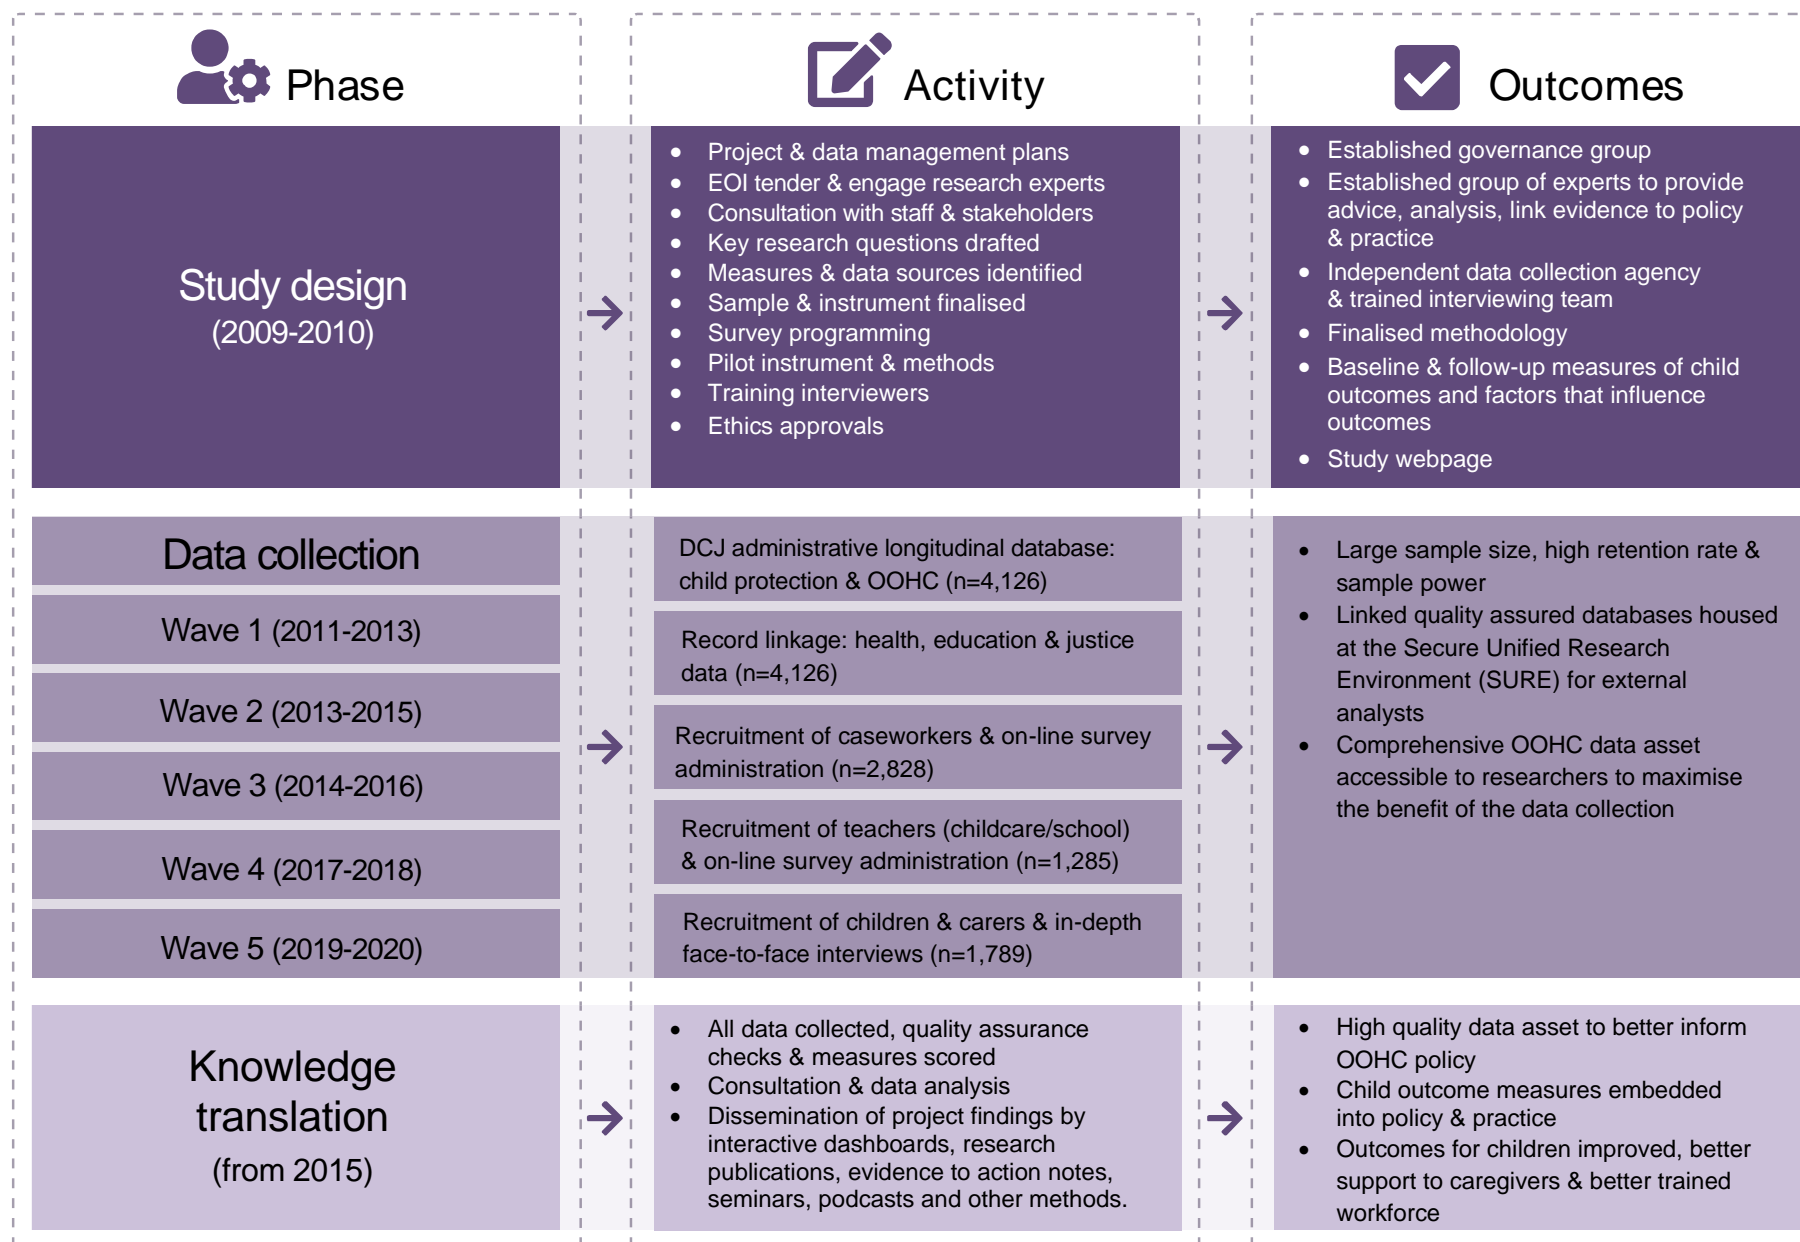 Phase
Activity
Outcomes
Study design
(2009-2010)
• Project & data management plans
• EOI tender & engage research experts
• Consultation with staff & stakeholders
• Key research questions drafted
• Measures & data sources identified
• Sample & instrument finalised
• Survey programming
• Pilot instrument & methods
• Training interviewers
• Ethics approvals
• Established governance group
• Established group of experts to provide
advice, analysis, link evidence to policy
& practice
• Independent data collection agency
& trained interviewing team
• Finalised methodology
• Baseline & follow-up measures of child
outcomes and factors that influence
outcomes
• Study webpage
Data collection
Wave 1 (2011-2013)
Wave 2 (2013-2015)
Wave 3 (2014-2016)
Wave 4 (2017-2018)
Wave 5 (2019-2020)
DCJ administrative longitudinal database:
child protection & OOHC (n=4,126)
Record linkage: health, education & justice
data (n=4,126)
Recruitment of caseworkers & on-line survey
administration (n=2,828)
Recruitment of teachers (childcare/school)
& on-line survey administration (n=1,285)
Recruitment of children & carers & in-depth
face-to-face interviews (n=1,789)
• Large sample size, high retention rate &
sample power
• Linked quality assured databases housed
at the Secure Unified Research
Environment (SURE) for external
analysts
• Comprehensive OOHC data asset
accessible to researchers to maximise
the benefit of the data collection
Knowledge
translation
(from 2015)
• All data collected, quality assurance
checks & measures scored
• Consultation & data analysis
• Dissemination of project findings by
interactive dashboards, research
publications, evidence to action notes,
seminars, podcasts and other methods.
• High quality data asset to better inform
OOHC policy
• Child outcome measures embedded
into policy & practice
• Outcomes for children improved, better
support to caregivers & better trained
workforce